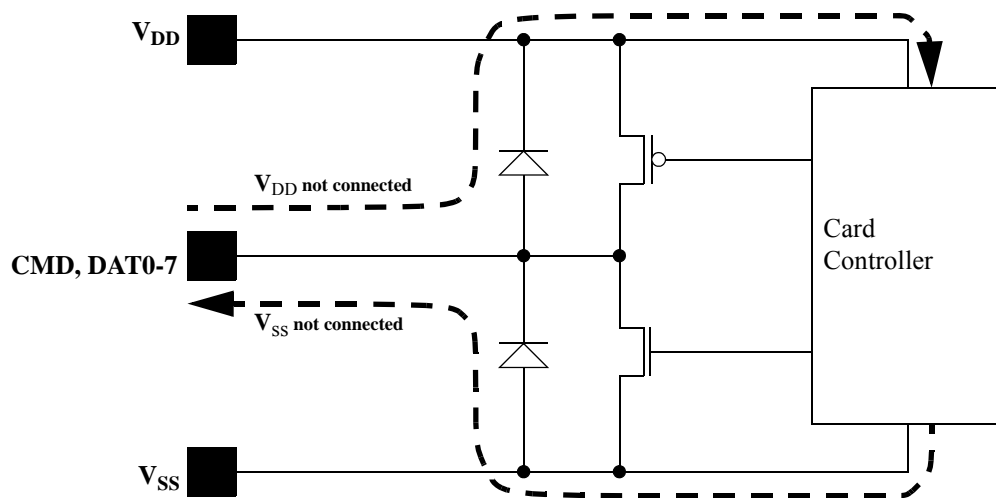 VDD
VDD not connected
CMD, DAT0-7
VSS not connected
VSS
Card
Controller